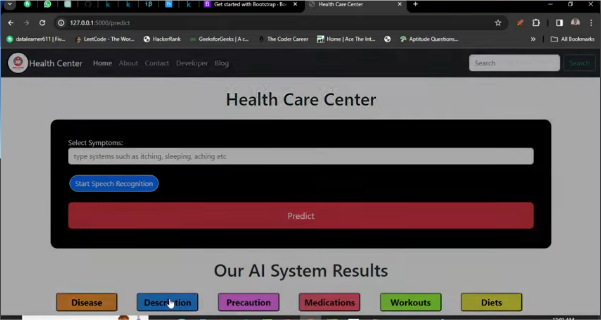 Get started with Bootstrap · Bo
Health Care Center
127.0.0.1:5000/predict
datalearner611 | Fiv...
LeetCode - The Wor...
HackerRank
GeeksforGeeks | A c...
The Coder Career
Home | Ace The Int...
Aptitude Questions...
All Bookmarks
Health Center Home About Contact Developer Blog Search Search
Health Care Center
Select Symptoms:
type systems such as itching, sleeping, aching etc
Start Speech Recognition
Predict
Our AI System Results
Disease Description Precaution Medications Workouts Diets